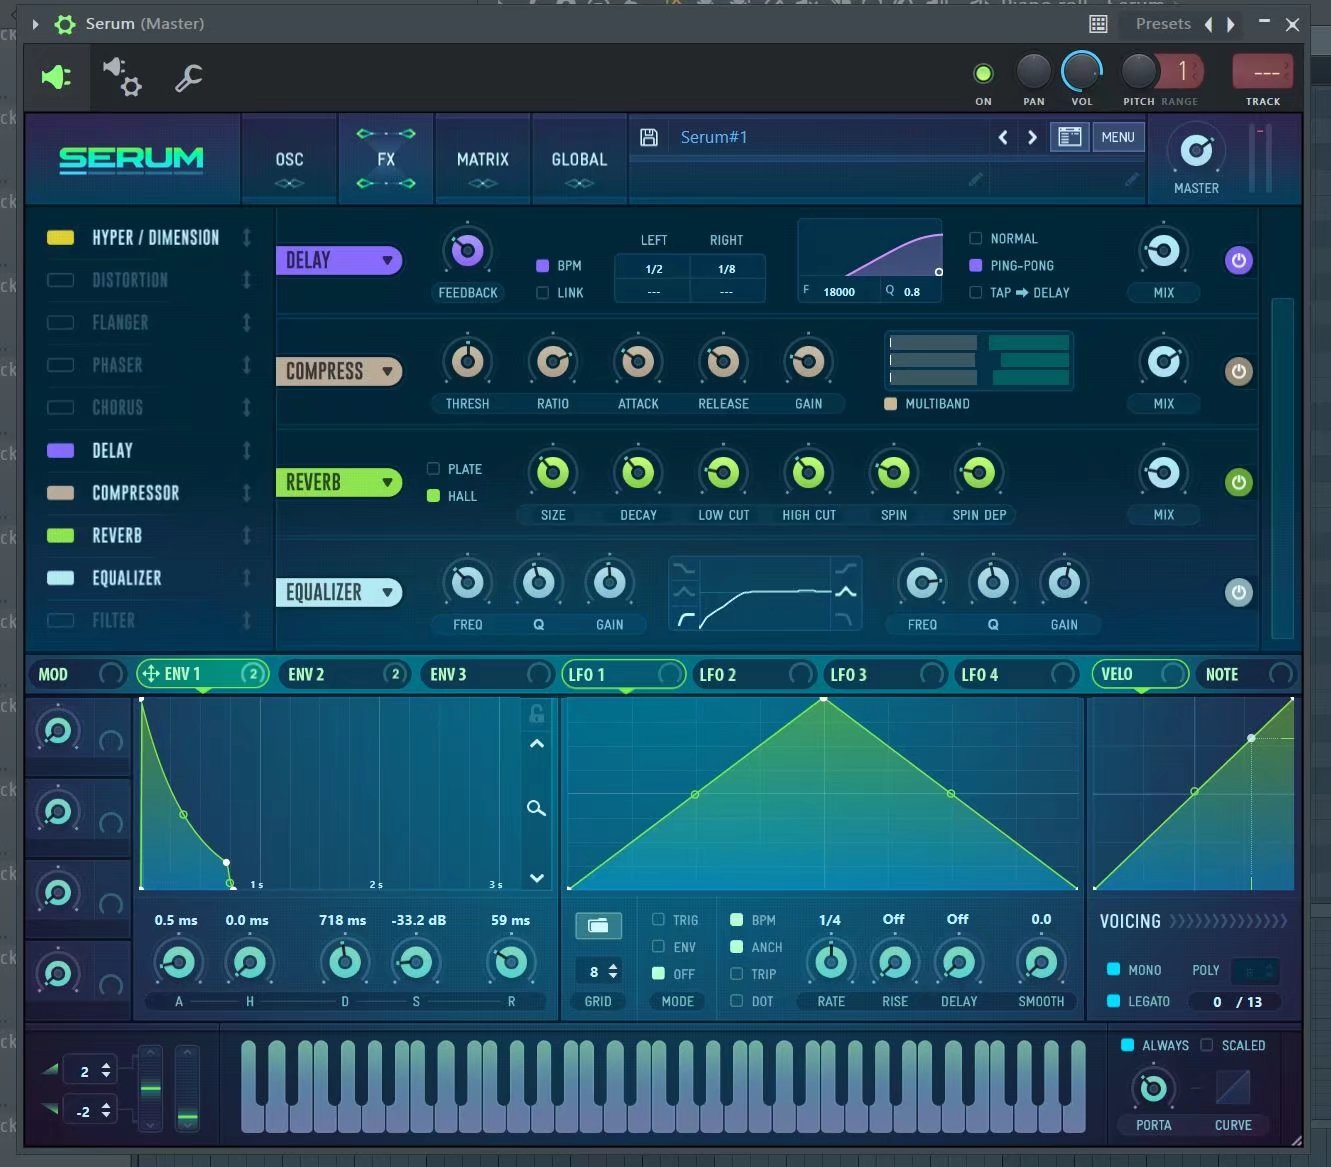 Serum (Master)
Presets
ON
PAN
VOL
PITCH RANGE
1
---
TRACK
SERUM
OSC
FX
MATRIX
GLOBAL
Serum#1
MENU
MASTER
HYPER / DIMENSION
DISTORTION
FLANGER
PHASER
CHORUS
DELAY
COMPRESSOR
REVERB
EQUALIZER
FILTER
DELAY
FEEDBACK
BPM
LINK
LEFT RIGHT
1/2 1/8
--- ---
F 18000 Q 0.8
NORMAL
PING-PONG
TAP ➡ DELAY
MIX
COMPRESS
THRESH RATIO ATTACK RELEASE GAIN
MULTIBAND
MIX
REVERB
PLATE
HALL
SIZE DECAY LOW CUT HIGH CUT SPIN SPIN DEP
MIX
EQUALIZER
FREQ Q GAIN
FREQ Q GAIN
MOD ENV 1 2 ENV 2 2 ENV 3 LFO 1 LFO 2 LFO 3 LFO 4 VELO NOTE
1 s 2 s 3 s
0.5 ms 0.0 ms 718 ms -33.2 dB 59 ms
A H D S R
8
GRID
TRIG
ENV
OFF
MODE
BPM
ANCH
TRIP
DOT
1/4 Off Off 0.0
RATE RISE DELAY SMOOTH
VOICING
MONO POLY
LEGATO 0 / 13
2
-2
ALWAYS SCALED
PORTA CURVE